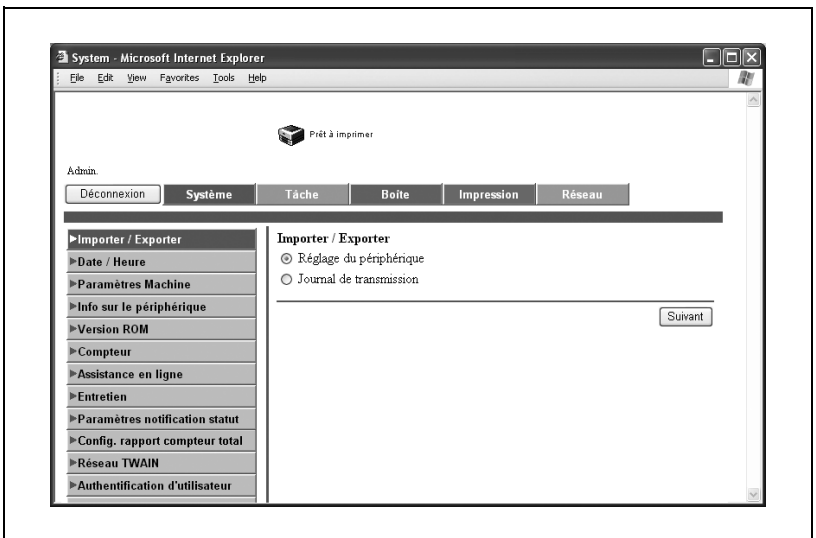 System - Microsoft Internet Explorer
File Edit View Favorites Tools Help
Prêt à imprimer
Admin.
Déconnexion Système Tâche Boîte Impression Réseau
Importer / Exporter
Date / Heure
Paramètres Machine
Info sur le périphérique
Version ROM
Compteur
Assistance en ligne
Entretien
Paramètres notification statut
Config. rapport compteur total
Réseau TWAIN
Authentification d'utilisateur
Importer / Exporter
Réglage du périphérique
Journal de transmission
Suivant